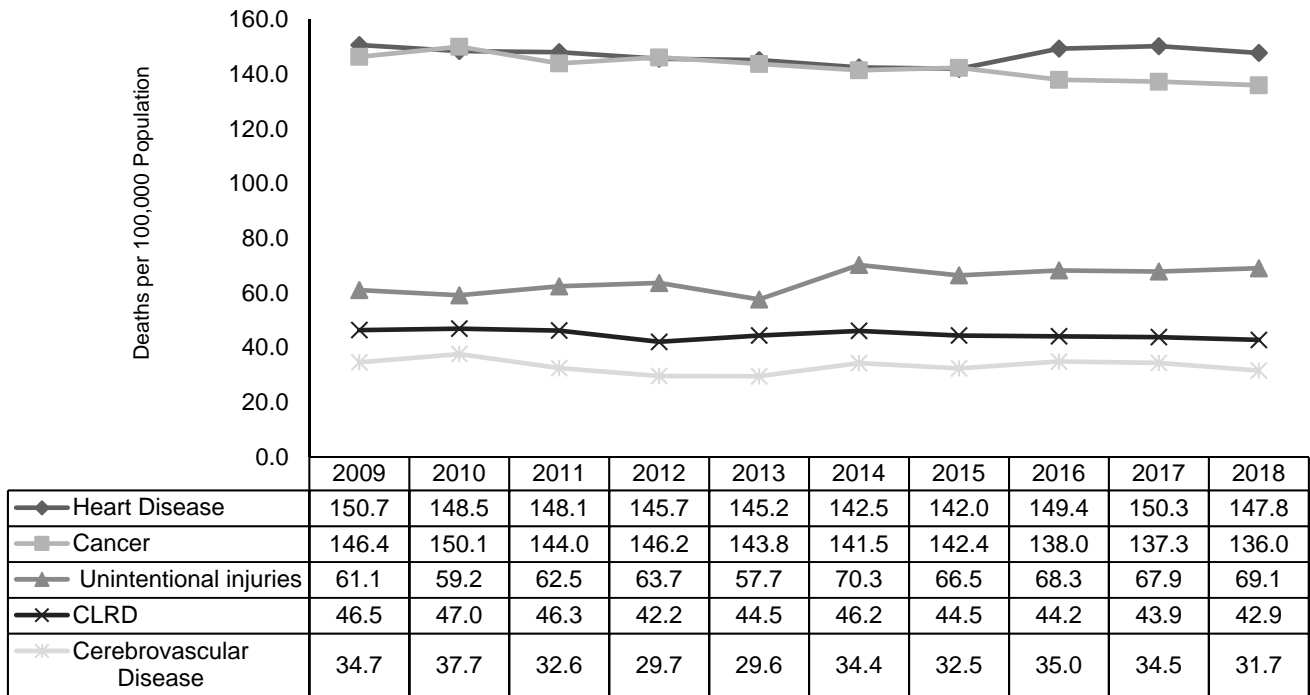 160.0
140.0
120.0
100.0
80.0
60.0
40.0
20.0
0.0
Deaths per 100,000 Population
2009 2010 2011 2012 2013 2014 2015 2016 2017 2018
Heart Disease 150.7 148.5 148.1 145.7 145.2 142.5 142.0 149.4 150.3 147.8
Cancer 146.4 150.1 144.0 146.2 143.8 141.5 142.4 138.0 137.3 136.0
Unintentional injuries 61.1 59.2 62.5 63.7 57.7 70.3 66.5 68.3 67.9 69.1
CLRD 46.5 47.0 46.3 42.2 44.5 46.2 44.5 44.2 43.9 42.9
Cerebrovascular
Disease 34.7 37.7 32.6 29.7 29.6 34.4 32.5 35.0 34.5 31.7